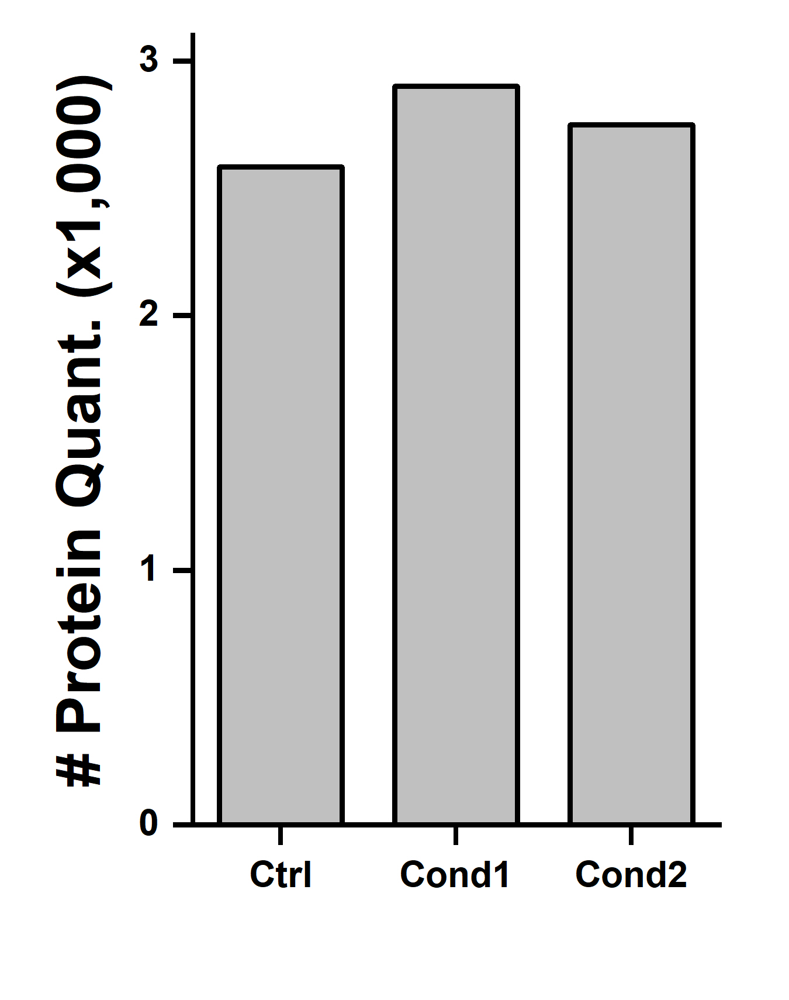 # Protein Quant. (x1,000)
3
2
1
0
Ctrl Cond1 Cond2